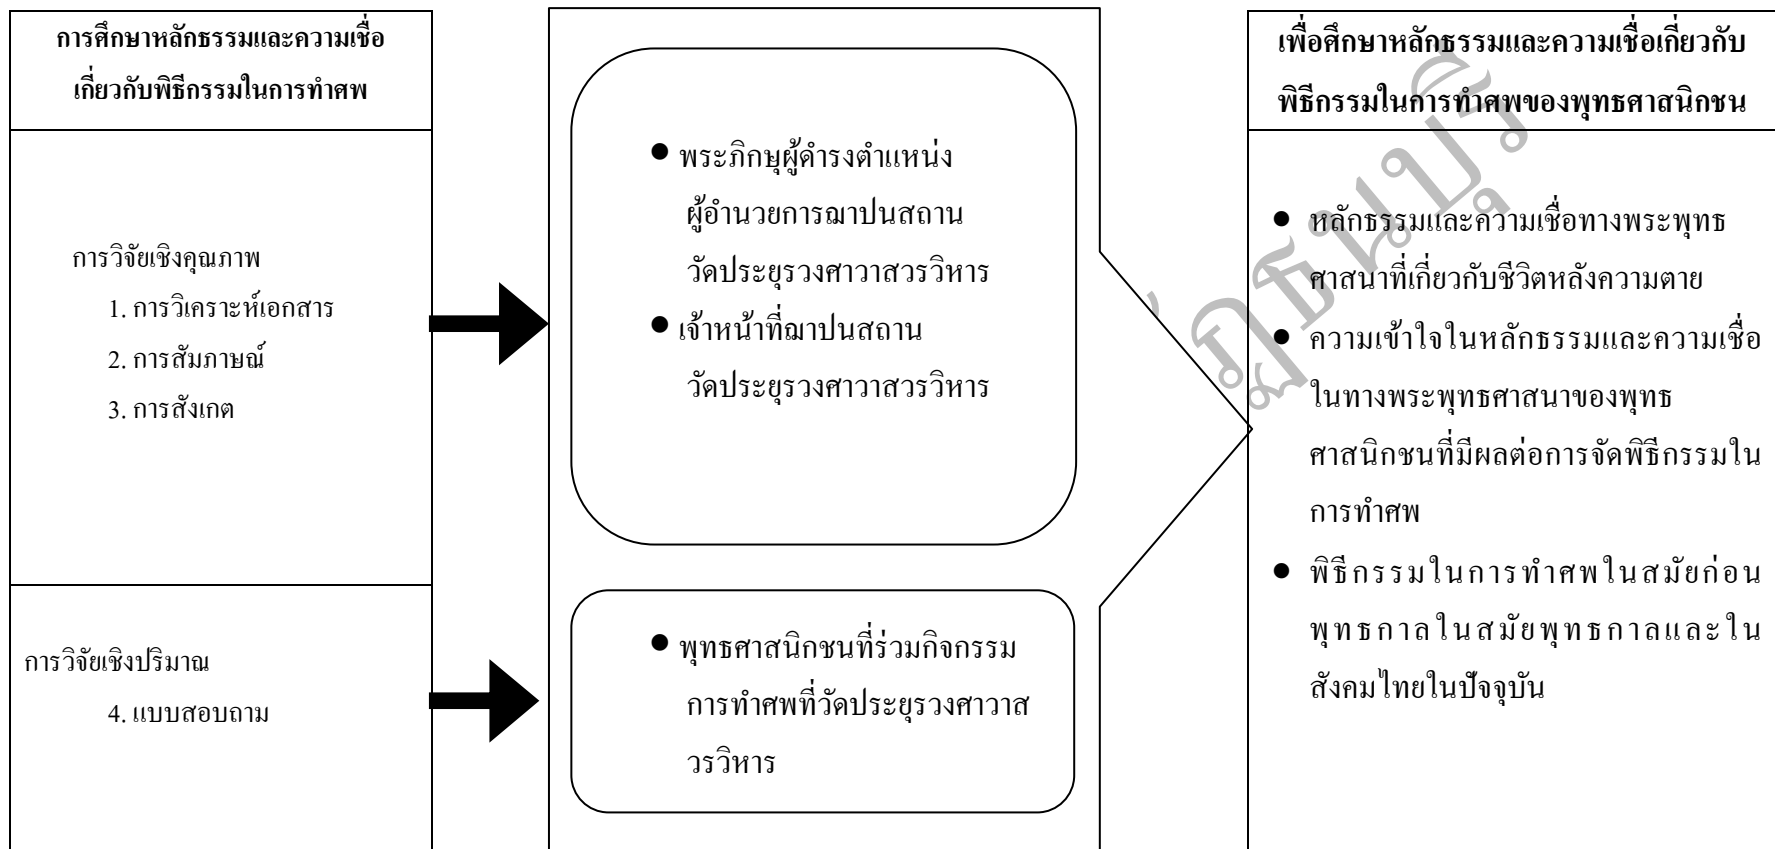 การศึกษาหลักธรรมและความเชื่อ
เกี่ยวกับพิธีกรรมในการทำศพ
การวิจัยเชิงคุณภาพ
1. การวิเคราะห์เอกสาร
2. การสัมภาษณ์
3. การสังเกต
การวิจัยเชิงปริมาณ
4. แบบสอบถาม
● พระภิกษุผู้ดำรงตำแหน่ง
ผู้อำนวยการฌาปนสถาน
วัดประยุรวงศาวาสวรวิหาร
● เจ้าหน้าที่ฌาปนสถาน
วัดประยุรวงศาวาสวรวิหาร
● พุทธศาสนิกชนที่ร่วมกิจกรรม
การทำศพที่วัดประยุรวงศาวาส
วรวิหาร
เพื่อศึกษาหลักธรรมและความเชื่อเกี่ยวกับ
พิธีกรรมในการทำศพของพุทธศาสนิกชน
● หลักธรรมและความเชื่อทางพระพุทธ
ศาสนาที่เกี่ยวกับชีวิตหลังความตาย
● ความเข้าใจในหลักธรรมและความเชื่อ
ในทางพระพุทธศาสนาของพุทธ
ศาสนิกชนที่มีผลต่อการจัดพิธีกรรมใน
การทำศพ
● พิธีกรรมในการทำศพในสมัยก่อน
พุทธกาลในสมัยพุทธกาลและใน
สังคมไทยในปัจจุบัน